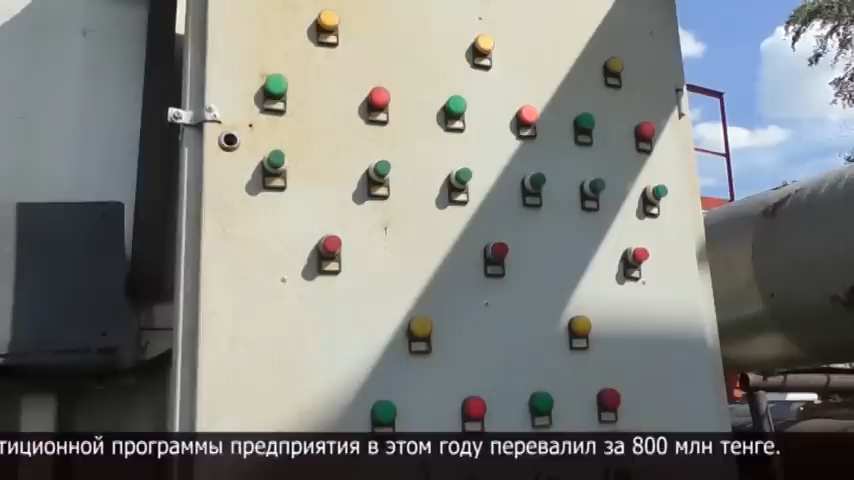 тиционной программы предприятия в этом году перевалил за 800 млн тенге.